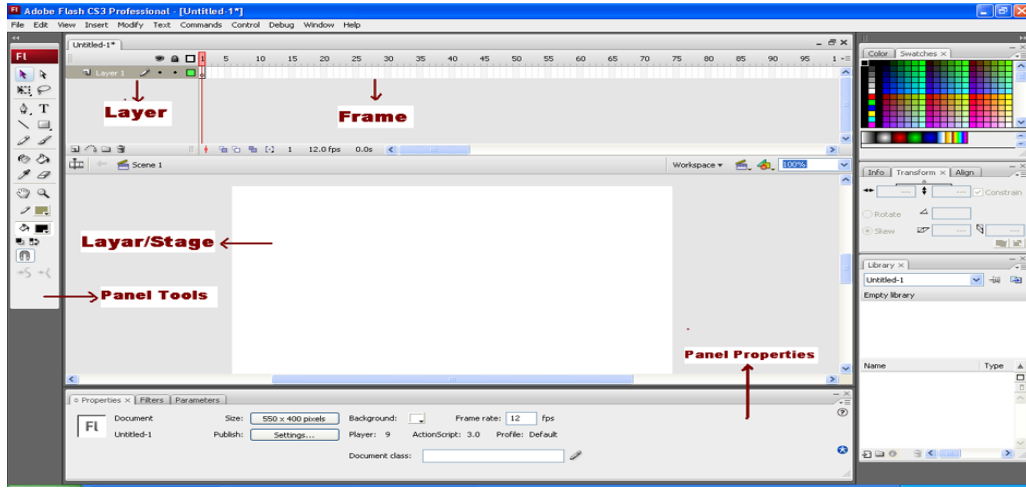 Adobe Flash CS3 Professional - [Untitled-1*]
File Edit View Insert Modify Text Commands Control Debug Window Help
Untitled-1*
Fl
1 5 10 15 20 25 30 35 40 45 50 55 60 65 70 75 80 85 90 95 1
Layer 1
Layer
Frame
1 12.0 fps 0.0s
Scene 1
Workspace
100%
Layar/Stage
Panel Tools
Panel Properties
Properties × Filters Parameters
Fl
Document
Size: 550 x 400 pixels
Background:
Frame rate: 12 fps
Untitled-1
Publish: Settings...
Player: 9 ActionScript: 3.0 Profile: Default
Document class:
Color Swatches ×
Info Transform × Align
Constrain
Rotate
Skew
Library ×
Untitled-1
Empty library
Name Type